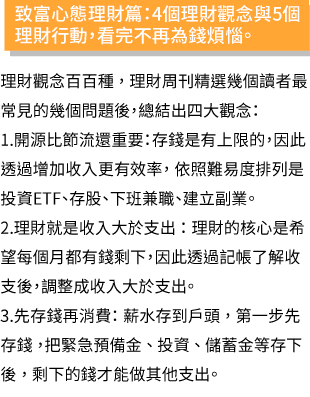 致富心態理財篇：4個理財觀念與5個
理財行動，看完不再為錢煩惱。
理財觀念百百種，理財周刊精選幾個讀者最
常見的幾個問題後，總結出四大觀念：
1.開源比節流還重要：存錢是有上限的，因此
透過增加收入更有效率，依照難易度排列是
投資ETF、存股、下班兼職、建立副業。
2.理財就是收入大於支出：理財的核心是希
望每個月都有錢剩下，因此透過記帳了解收
支後，調整成收入大於支出。
3.先存錢再消費：薪水存到戶頭，第一步先
存錢，把緊急預備金、投資、儲蓄金等存下
後，剩下的錢才能做其他支出。